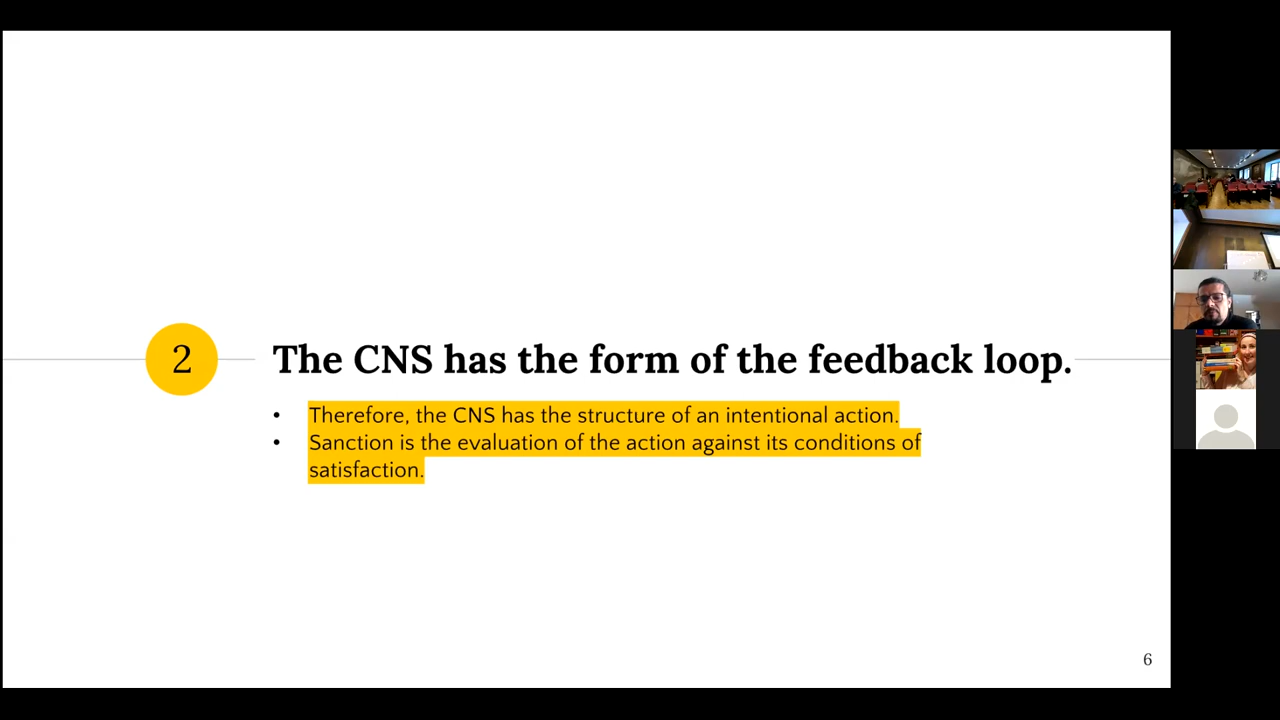 2
The CNS has the form of the feedback loop.
• Therefore, the CNS has the structure of an intentional action.
• Sanction is the evaluation of the action against its conditions of
satisfaction.
6